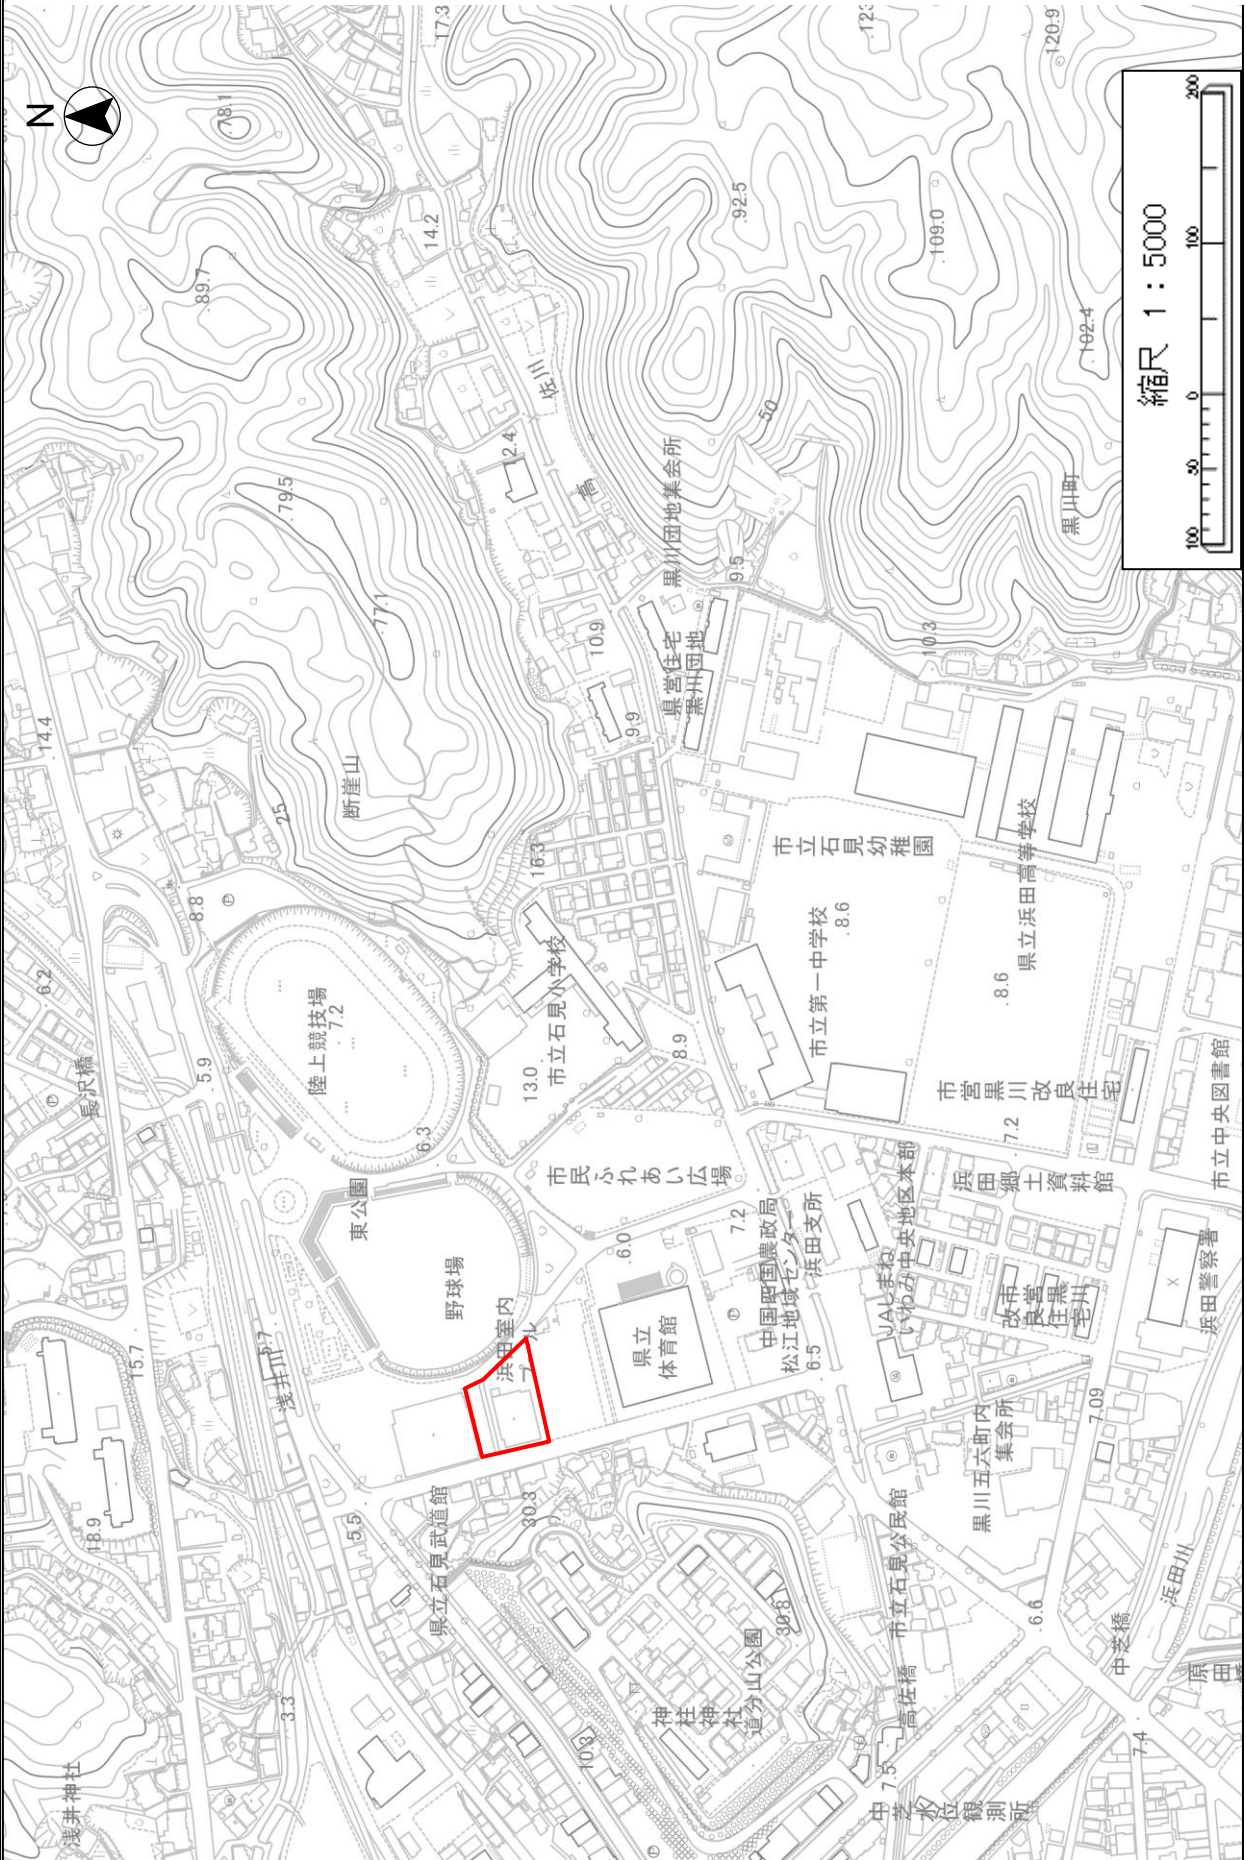 N
縮尺 1 : 5000
100
50
0
100
200
17.3
123
120.9
78.1
89.7
14.2
92.5
109.0
102.4
79.5
77.1
佐川
高
50
黒川団地集会所
黒川町
9.5
10.3
10.9
9.9
県営住宅
黒川団地
14.4
25
断崖山
16.3
8.8
6.2
長沢橋
5.9
陸上競技場
7.2
6.3
市立石見小学校
13.0
8.9
市立石見幼稚園
市立第一中学校
8.6
県立浜田高等学校
8.6
市営黒川改良住宅
7.2
市立中央図書館
東公園
野球場
市民ふれあい広場
浜田室内
プール
6.0
7.2
県立
体育館
中国四国農政局
松江地域センター
浜田支所
6.5
JAしまね
いわみ中央地区本部
浜田郷土資料館
市営黒川
改良住宅
浜田警察署
15.7
5.7
浅井川
18.9
5.5
県立石見武道館
30.3
3.3
浅井神社
10.3
神柱神社
道分山公園
30.8
市立石見公民館
黒川五六町内
集会所
7.09
6.6
中芝橋
浜田川
高佐橋
7.5
中芝水位観測所
7.4